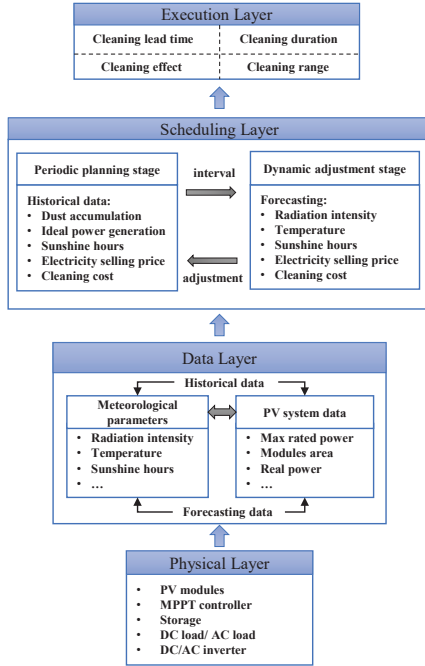 Execution Layer
Cleaning lead time
Cleaning duration
Cleaning effect
Cleaning range
Scheduling Layer
Periodic planning stage
Historical data:
• Dust accumulation
• Ideal power generation
• Sunshine hours
• Electricity selling price
• Cleaning cost
interval
adjustment
Dynamic adjustment stage
Forecasting:
• Radiation intensity
• Temperature
• Sunshine hours
• Electricity selling price
• Cleaning cost
Data Layer
Historical data
Meteorological
parameters
• Radiation intensity
• Temperature
• Sunshine hours
• ...
PV system data
• Max rated power
• Modules area
• Real power
• ...
Forecasting data
Physical Layer
• PV modules
• MPPT controller
• Storage
• DC load/ AC load
• DC/AC inverter